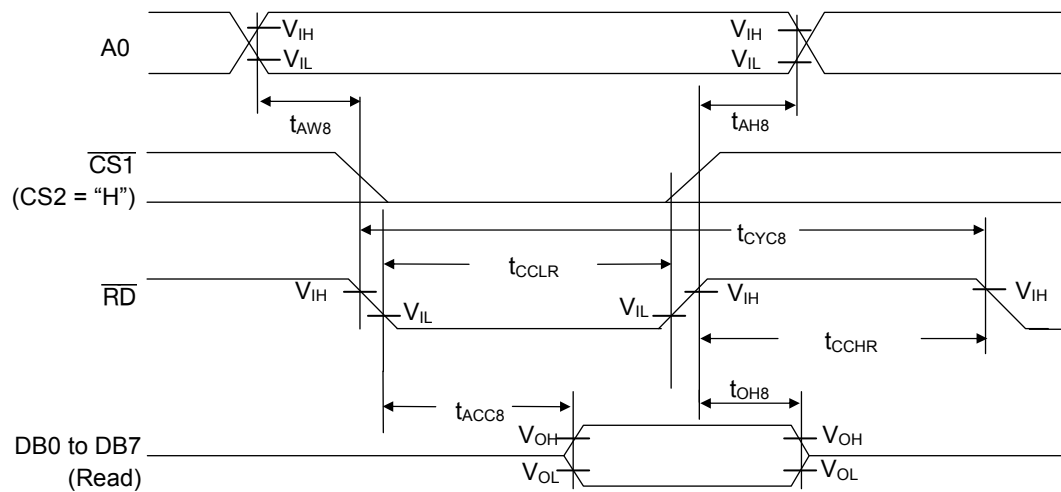 A0
VIH
VIL
VIH
VIL
tAW8
tAH8
CS1
(CS2 = “H”)
tCYC8
tCCLR
RD
VIH
VIL
VIL
VIH
VIH
tCCHR
tACC8
tOH8
DB0 to DB7
(Read)
VOH
VOL
VOH
VOL